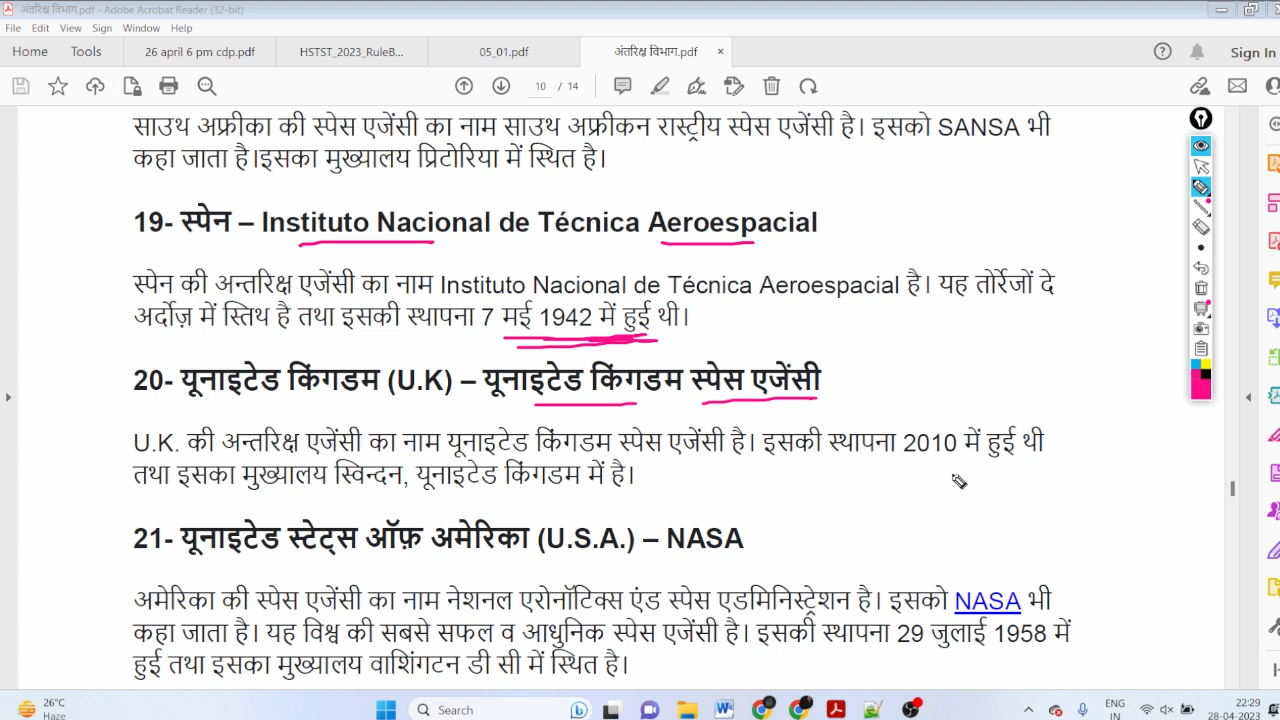 अंतरिक्ष विभाग.pdf - Adobe Acrobat Reader (32-bit)
File Edit View Sign Window Help
Home Tools 26 april 6 pm cdp.pdf HSTST_2023_RuleB... 05_01.pdf अंतरिक्ष विभाग.pdf × Sign In
10 / 14
साउथ अफ्रीका की स्पेस एजेंसी का नाम साउथ अफ्रीकन रास्ट्रीय स्पेस एजेंसी है। इसको SANSA भी
कहा जाता है।इसका मुख्यालय प्रिटोरिया में स्थित है।
19- स्पेन – Instituto Nacional de Técnica Aeroespacial
स्पेन की अन्तरिक्ष एजेंसी का नाम Instituto Nacional de Técnica Aeroespacial है। यह तोर्रेजों दे
अर्दोज़ में स्तिथ है तथा इसकी स्थापना 7 मई 1942 में हुई थी।
20- यूनाइटेड किंगडम (U.K) – यूनाइटेड किंगडम स्पेस एजेंसी
U.K. की अन्तरिक्ष एजेंसी का नाम यूनाइटेड किंगडम स्पेस एजेंसी है। इसकी स्थापना 2010 में हुई थी
तथा इसका मुख्यालय स्विन्दन, यूनाइटेड किंगडम में है।
21- यूनाइटेड स्टेट्स ऑफ़ अमेरिका (U.S.A.) – NASA
अमेरिका की स्पेस एजेंसी का नाम नेशनल एरोनॉटिक्स एंड स्पेस एडमिनिस्ट्रेशन है। इसको NASA भी
कहा जाता है। यह विश्व की सबसे सफल व आधुनिक स्पेस एजेंसी है। इसकी स्थापना 29 जुलाई 1958 में
हुई तथा इसका मुख्यालय वाशिंगटन डी सी में स्थित है।
26°C
Haze
Search
ENG
IN
22:29
28-04-2023